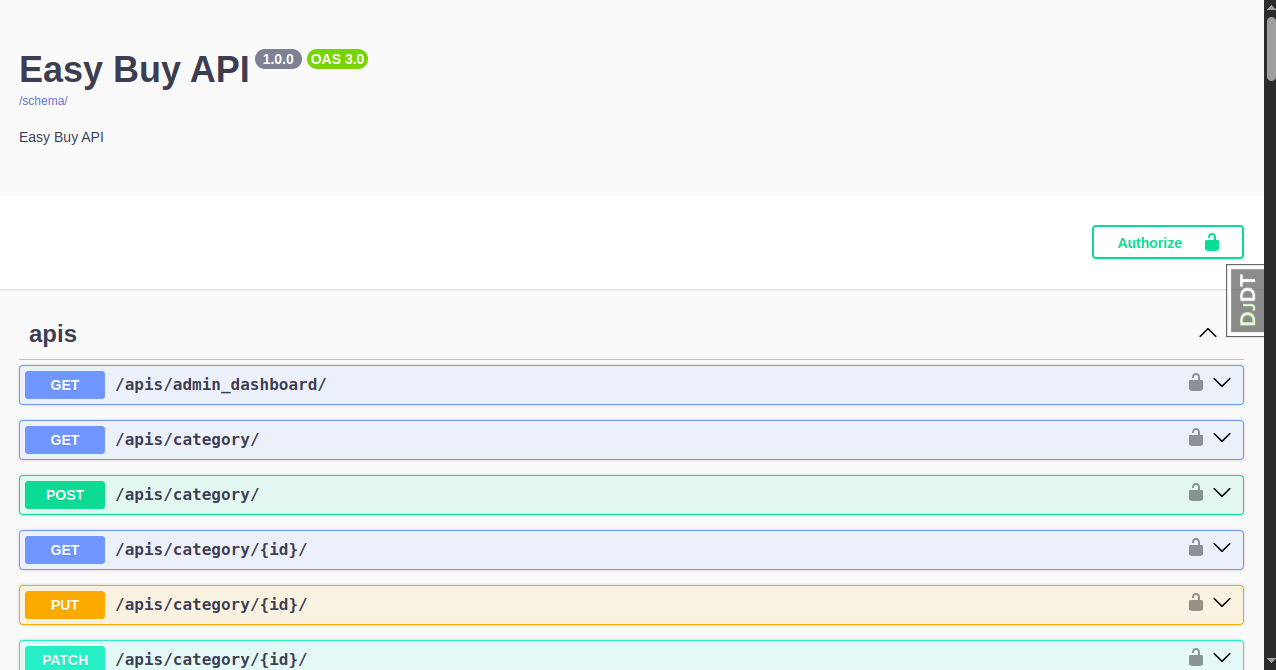 Easy Buy API 1.0.0 OAS 3.0
/schema/
Easy Buy API
Authorize
DJDT
apis
GET /apis/admin_dashboard/
GET /apis/category/
POST /apis/category/
GET /apis/category/{id}/
PUT /apis/category/{id}/
PATCH /apis/category/{id}/